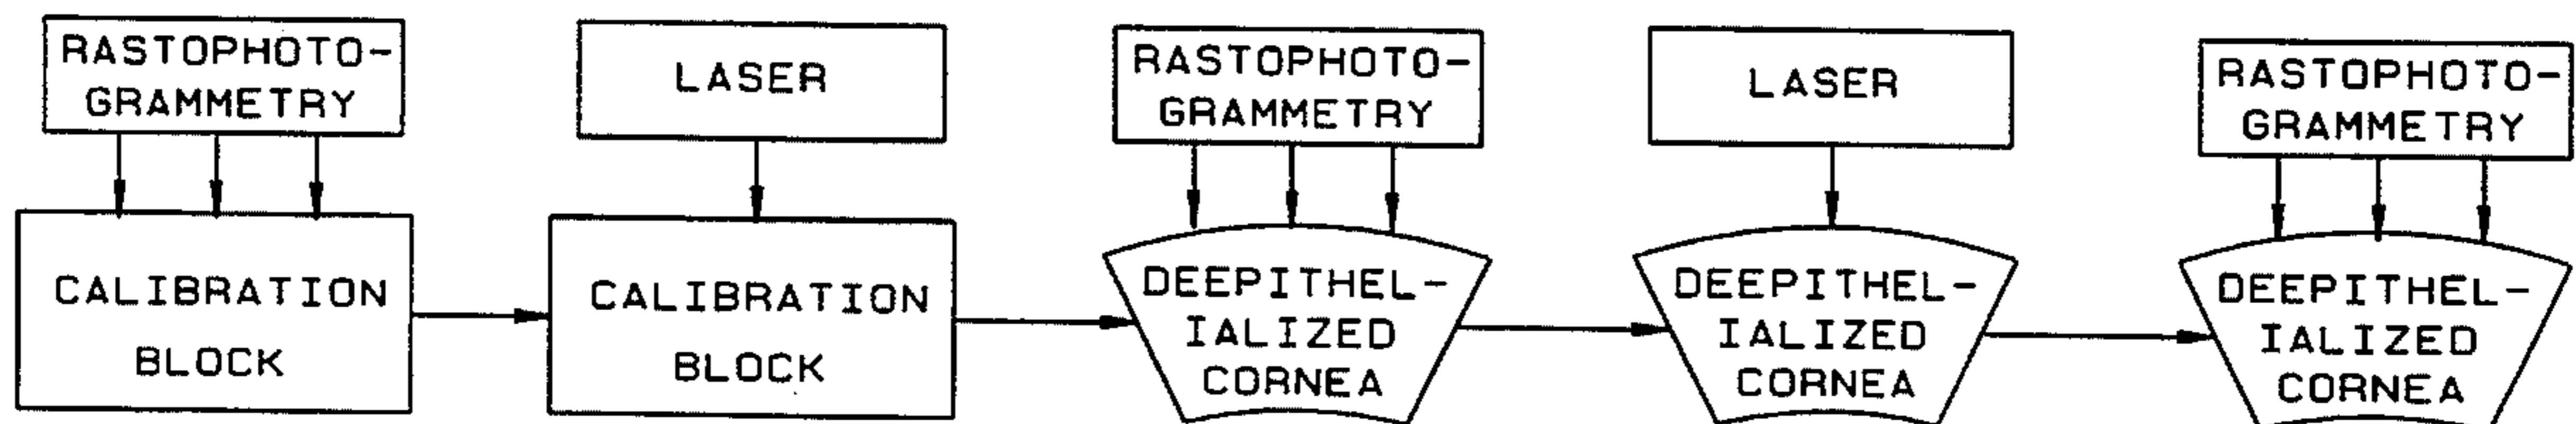 RASTOPHOTO-
GRAMMETRY
LASER
RASTOPHOTO-
GRAMMETRY
LASER
RASTOPHOTO-
GRAMMETRY
CALIBRATION
BLOCK
CALIBRATION
BLOCK
DEEPITHEL-
IALIZED
CORNEA
DEEPITHEL-
IALIZED
CORNEA
DEEPITHEL-
IALIZED
CORNEA